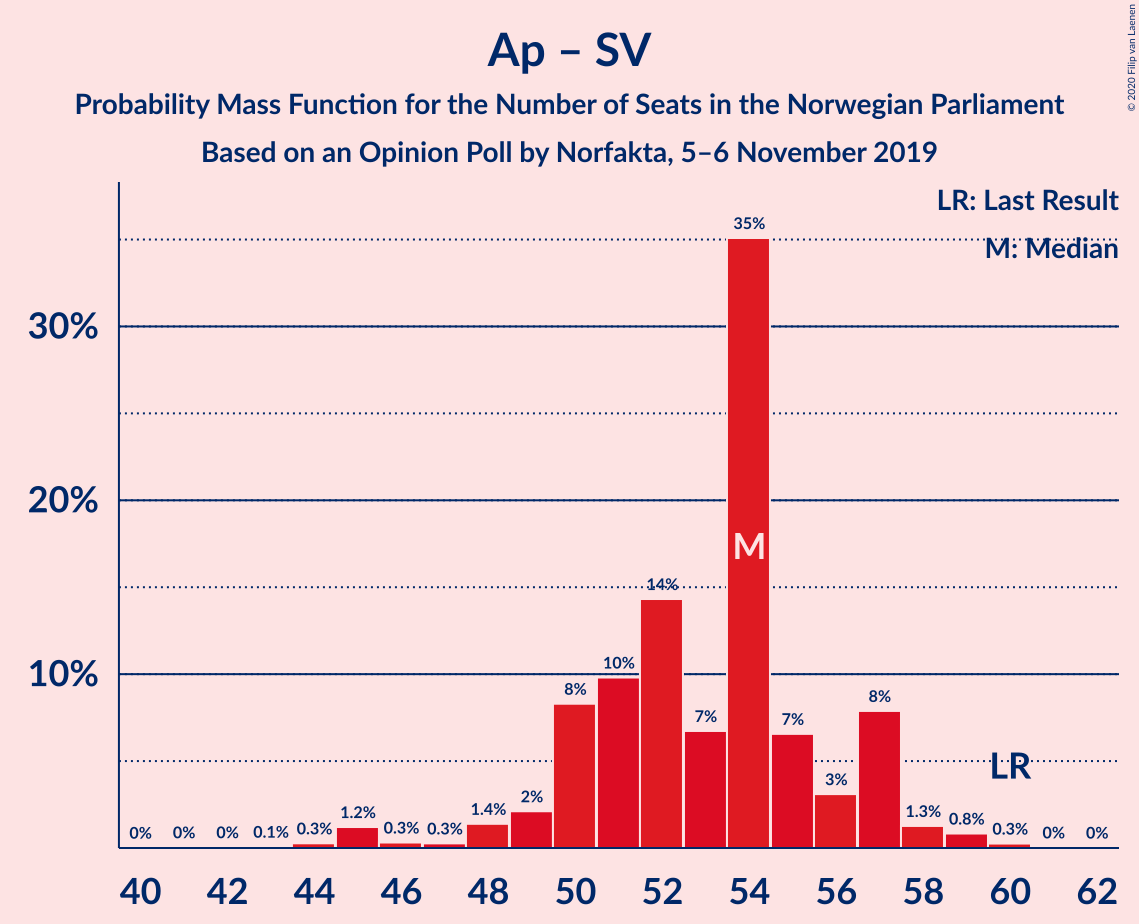 Ap – SV
Probability Mass Function for the Number of Seats in the Norwegian Parliament
Based on an Opinion Poll by Norfakta, 5–6 November 2019
© 2020 Filip van Laenen
LR: Last Result
M: Median
30%
20%
10%
0% 0% 0% 0.1% 0.3% 1.2% 0.3% 0.3% 1.4% 2% 8% 10% 14% 7% 35% 7% 3% 8% 1.3% 0.8% 0.3% 0% 0%
M
LR
40 42 44 46 48 50 52 54 56 58 60 62